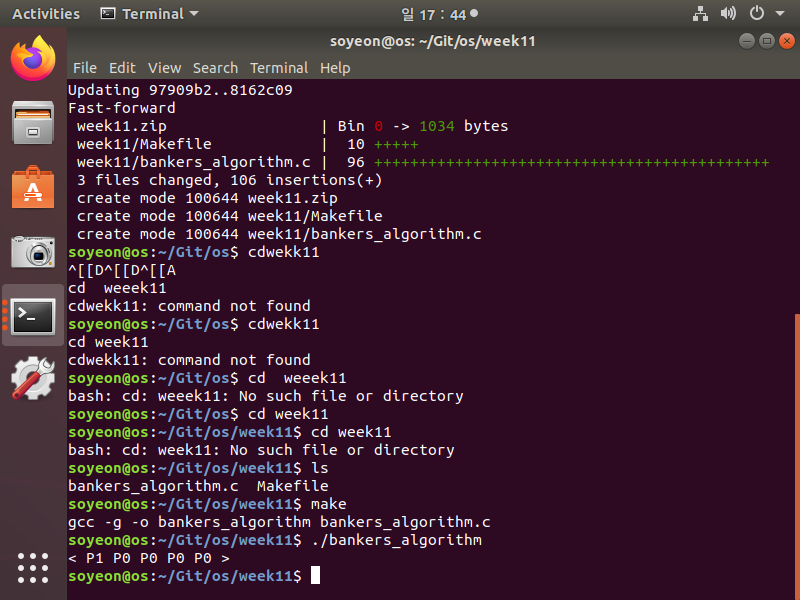 Activities Terminal 일 17 : 44
soyeon@os: ~/Git/os/week11
File Edit View Search Terminal Help
Updating 97909b2..8162c09
Fast-forward
 week11.zip                 | Bin 0 -> 1034 bytes
 week11/Makefile            |  10 +++++
 week11/bankers_algorithm.c |  96 ++++++++++++++++++++++++++++++++++++++++++++
 3 files changed, 106 insertions(+)
 create mode 100644 week11.zip
 create mode 100644 week11/Makefile
 create mode 100644 week11/bankers_algorithm.c
soyeon@os:~/Git/os$ cdwekk11
^[[D^[[D^[[A
cd  weeek11
cdwekk11: command not found
soyeon@os:~/Git/os$ cdwekk11
cd week11
cdwekk11: command not found
soyeon@os:~/Git/os$ cd  weeek11
bash: cd: weeek11: No such file or directory
soyeon@os:~/Git/os$ cd week11
soyeon@os:~/Git/os/week11$ cd week11
bash: cd: week11: No such file or directory
soyeon@os:~/Git/os/week11$ ls
bankers_algorithm.c  Makefile
soyeon@os:~/Git/os/week11$ make
gcc -g -o bankers_algorithm bankers_algorithm.c
soyeon@os:~/Git/os/week11$ ./bankers_algorithm
< P1 P0 P0 P0 P0 >
soyeon@os:~/Git/os/week11$